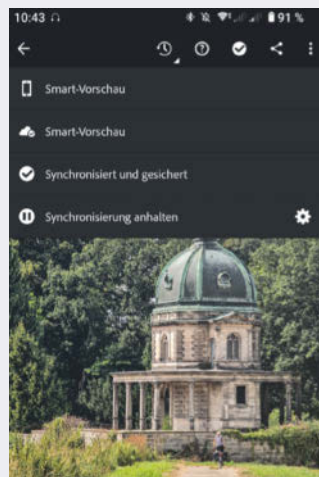 10:43
91 %
Smart-Vorschau
Smart-Vorschau
Synchronisiert und gesichert
Synchronisierung anhalten